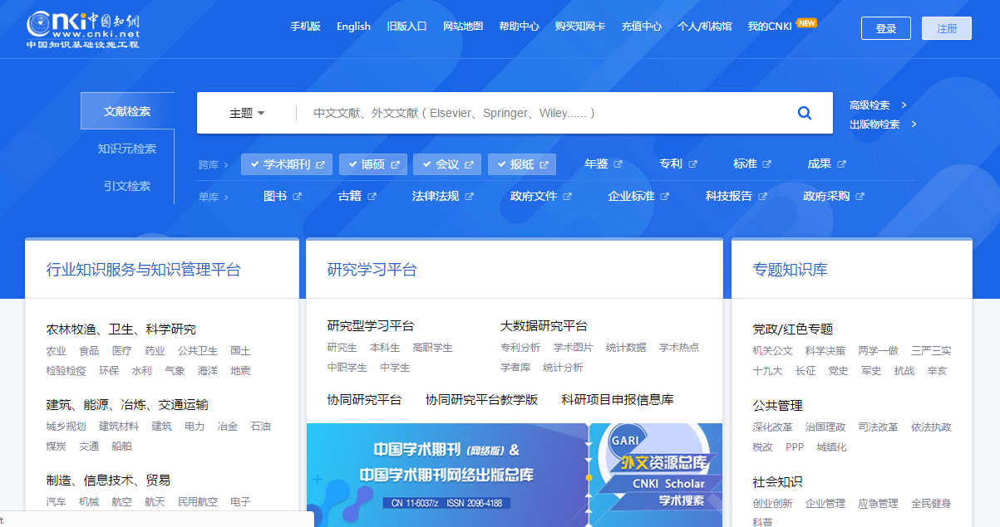 cnki中国知网
www.cnki.net
中国知识基础设施工程
手机版 English 旧版入口 网站地图 帮助中心 购买知网卡 充值中心 个人/机构馆 我的CNKI NEW 登录 注册
文献检索 主题 中文文献、外文文献（Elsevier、Springer、Wiley......） 高级检索 >
出版物检索 >
知识元检索
引文检索
跨库 > 学术期刊 博硕 会议 报纸 年鉴 专利 标准 成果
单库 > 图书 古籍 法律法规 政府文件 企业标准 科技报告 政府采购
行业知识服务与知识管理平台
农林牧渔、卫生、科学研究
农业 食品 医疗 药业 公共卫生 国土
检验检疫 环保 水利 气象 海洋 地震
建筑、能源、冶炼、交通运输
城乡规划 建筑材料 建筑 电力 冶金 石油
煤炭 交通 船舶
制造、信息技术、贸易
汽车 机械 航空 航天 民用航空 电子
t
研究学习平台
研究型学习平台
研究生 本科生 高职学生
中职学生 中学生
大数据研究平台
专利分析 学术图片 统计数据 学术热点
学者库 统计分析
协同研究平台 协同研究平台教学版 科研项目申报信息库
中国学术期刊（网络版）&
中国学术期刊网络出版总库
CN 11-6037/z ISSN 2096-4188
GARI
外文资源总库
CNKI Scholar
学术搜索
专题知识库
党政/红色专题
机关公文 科学决策 两学一做 三严三实
十九大 长征 党史 军史 抗战 辛亥
公共管理
深化改革 治国理政 司法改革 依法执政
税改 PPP 城镇化
社会知识
创业创新 企业管理 应急管理 全民健身
科普